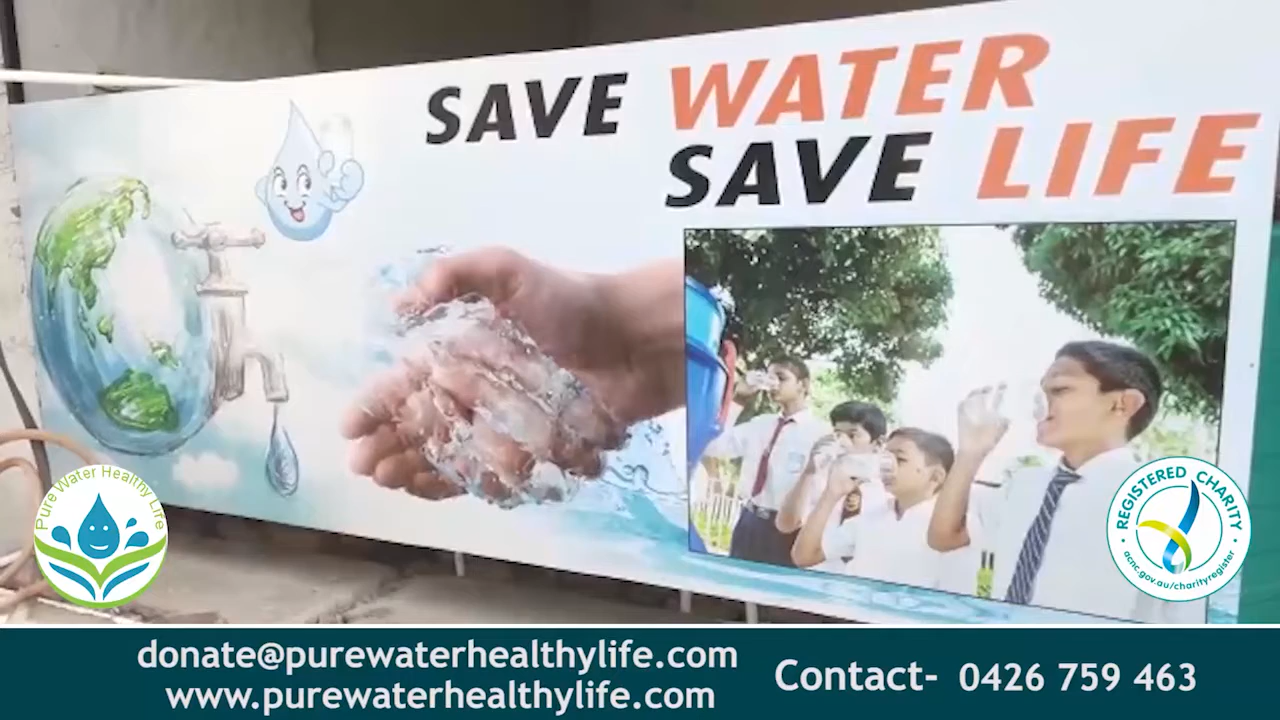 SAVE WATER
SAVE LIFE
Pure Water Healthy Life
REGISTERED CHARITY
acnc.gov.au/charityregister
donate@purewaterhealthylife.com
www.purewaterhealthylife.com
Contact- 0426 759 463